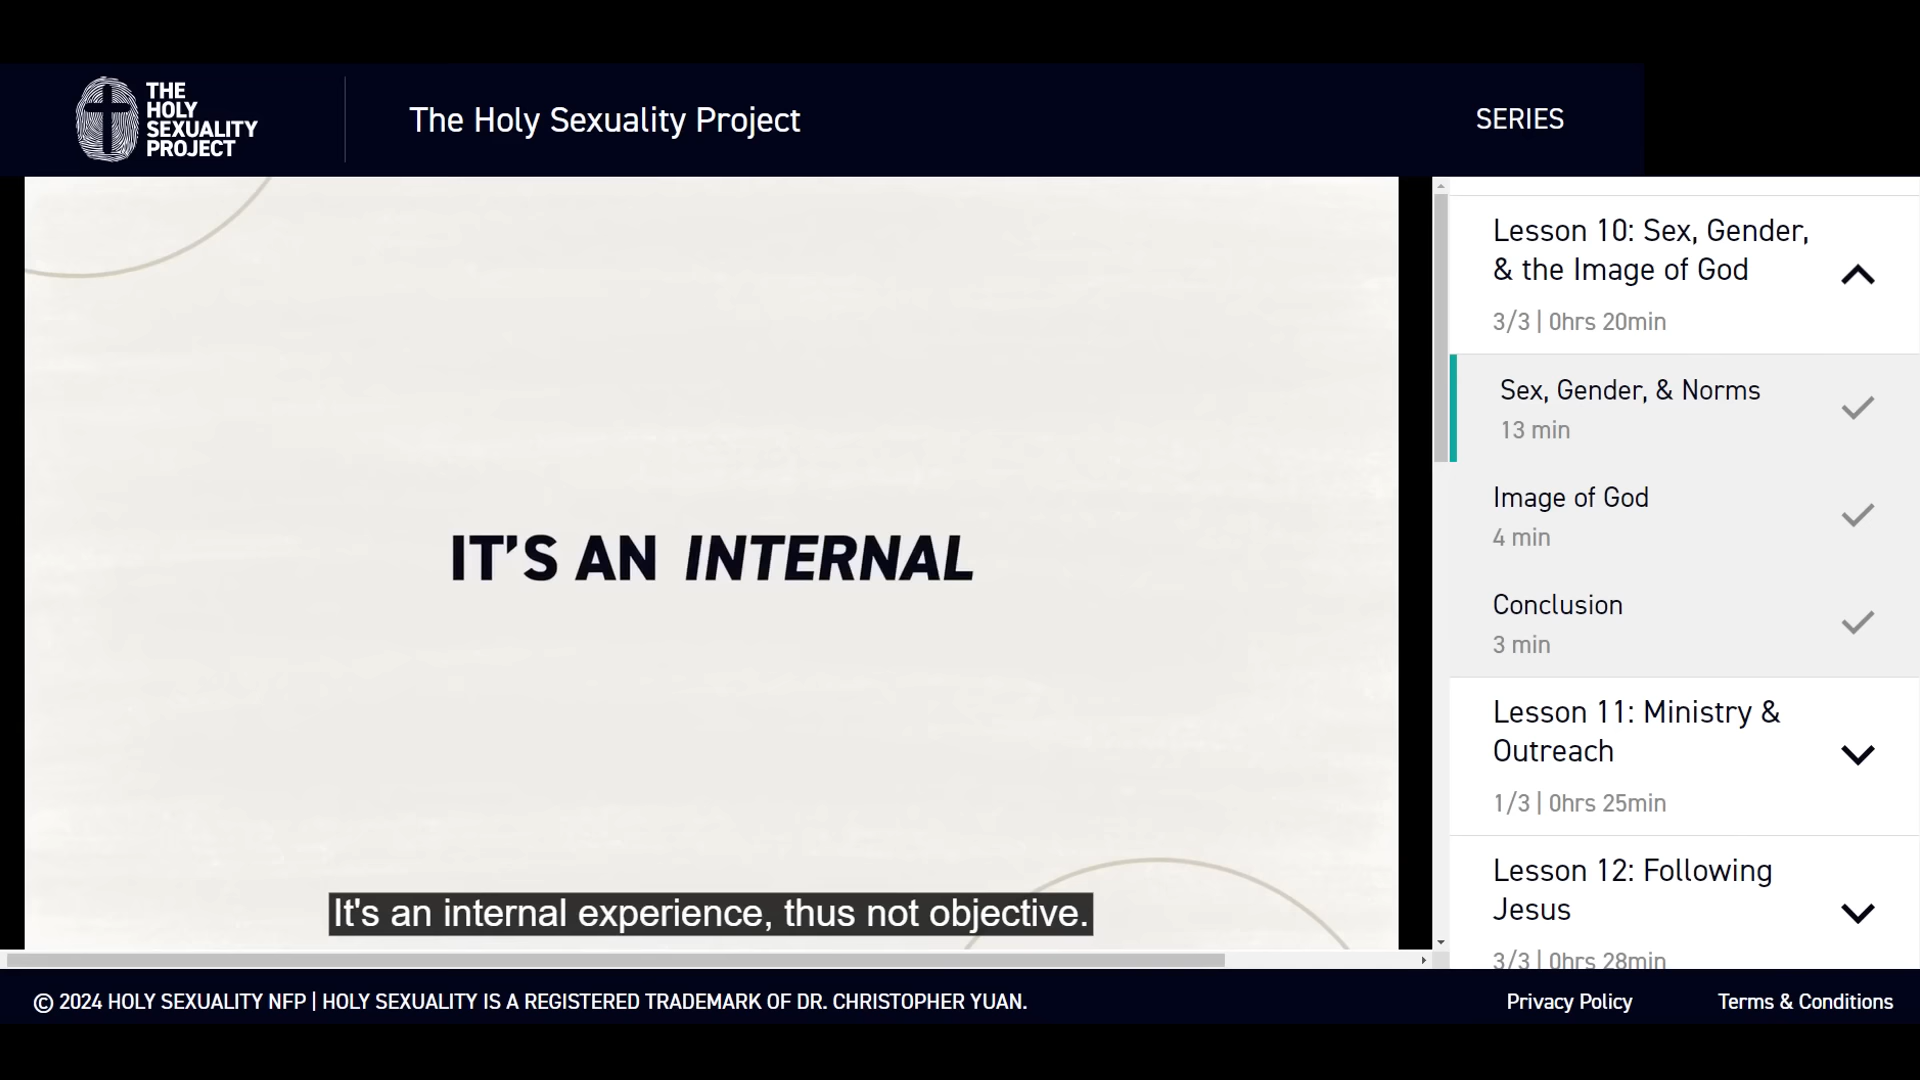 THE
HOLY
SEXUALITY
PROJECT
The Holy Sexuality Project
SERIES
IT'S AN INTERNAL
It's an internal experience, thus not objective.
Lesson 10: Sex, Gender,
& the Image of God
3/3 | 0hrs 20min
Sex, Gender, & Norms
13 min
Image of God
4 min
Conclusion
3 min
Lesson 11: Ministry &
Outreach
1/3 | 0hrs 25min
Lesson 12: Following
Jesus
3/3 | 0hrs 28min
© 2024 HOLY SEXUALITY NFP | HOLY SEXUALITY IS A REGISTERED TRADEMARK OF DR. CHRISTOPHER YUAN.
Privacy Policy
Terms & Conditions